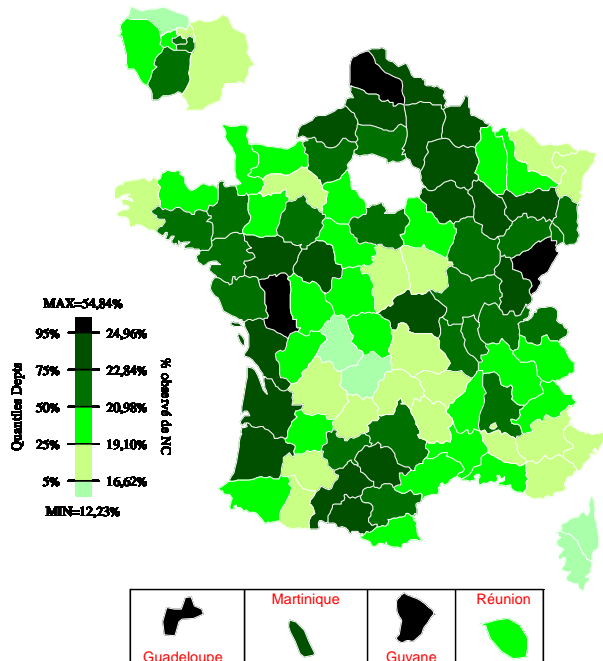 MAX=54,84%
95% 24,96%
75% 22,84%
50% 20,98%
25% 19,10%
5% 16,62%
MIN=12,23%
Quantiles Depts
% observé de NC
Martinique
Réunion
Guadeloupe
Guyane